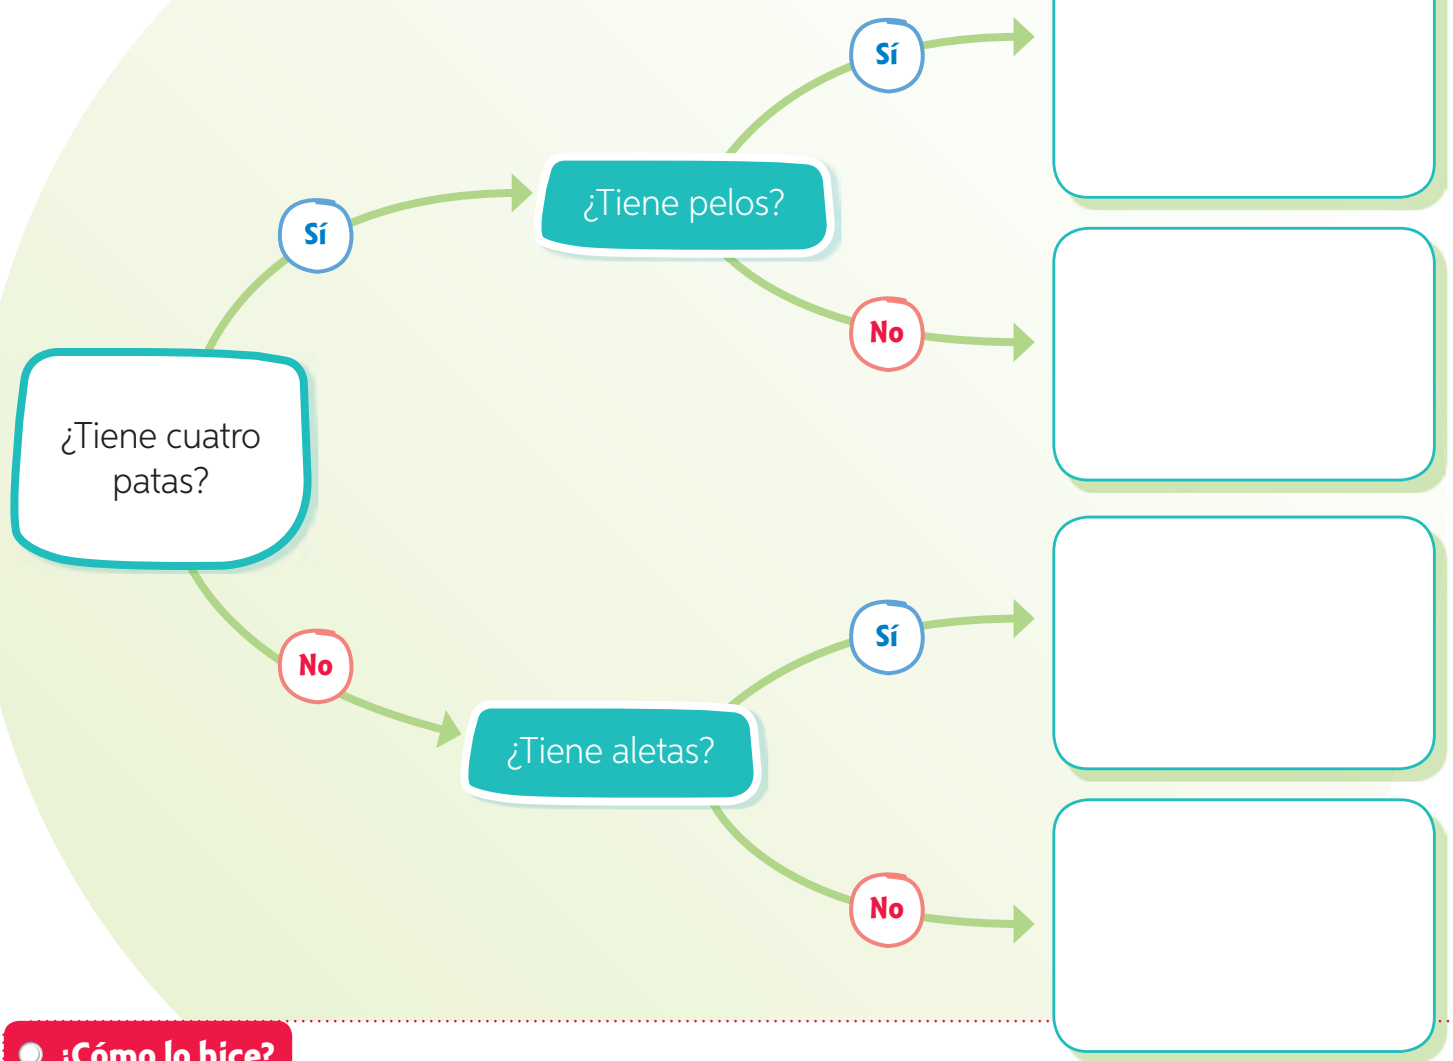 Sí
¿Tiene pelos?
Sí
No
¿Tiene cuatro
patas?
Sí
No
¿Tiene aletas?
No
¿Cómo lo hice?